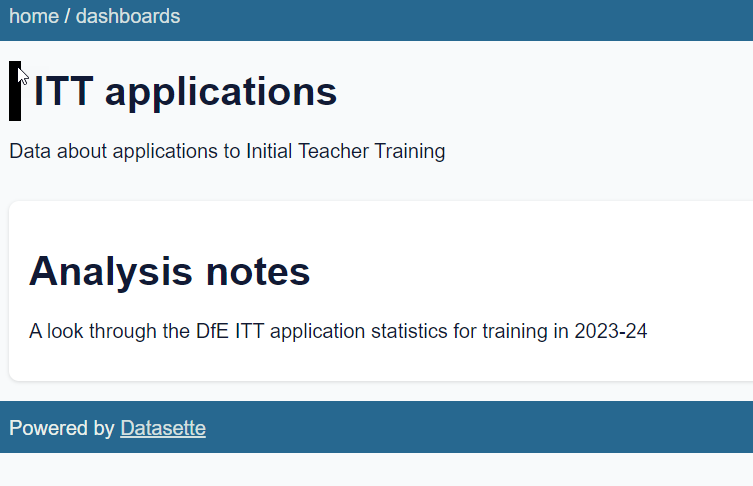 home / dashboards
ITT applications
Data about applications to Initial Teacher Training
Analysis notes
A look through the DfE ITT application statistics for training in 2023-24
Powered by Datasette